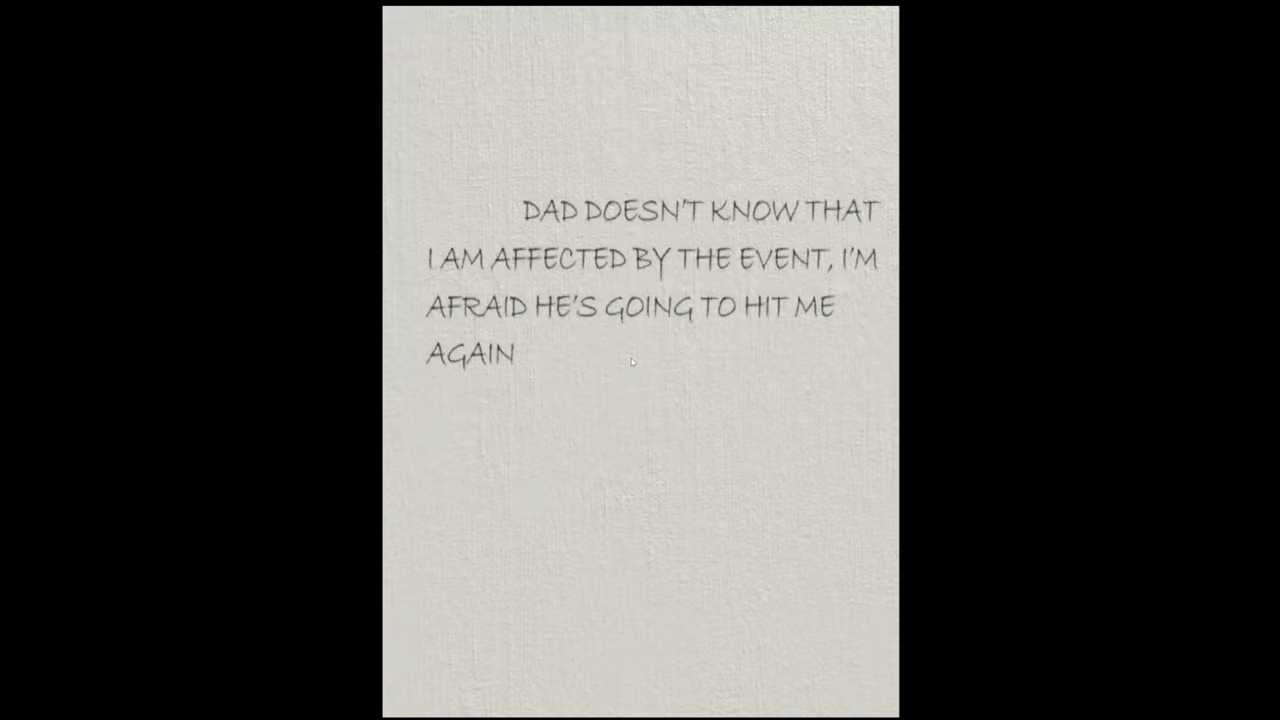 DAD DOESN'T KNOW THAT
I AM AFFECTED BY THE EVENT, I'M
AFRAID HE'S GOING TO HIT ME
AGAIN